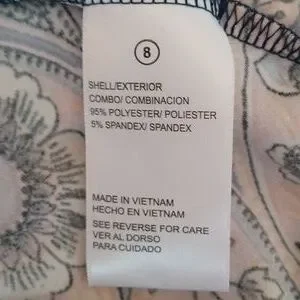 8
SHELL/EXTERIOR
COMBO/ COMBINACION
95% POLYESTER/ POLIESTER
5% SPANDEX/ SPANDEX
MADE IN VIETNAM
HECHO EN VIETNAM
SEE REVERSE FOR CARE
VER AL DORSO
PARA CUIDADO